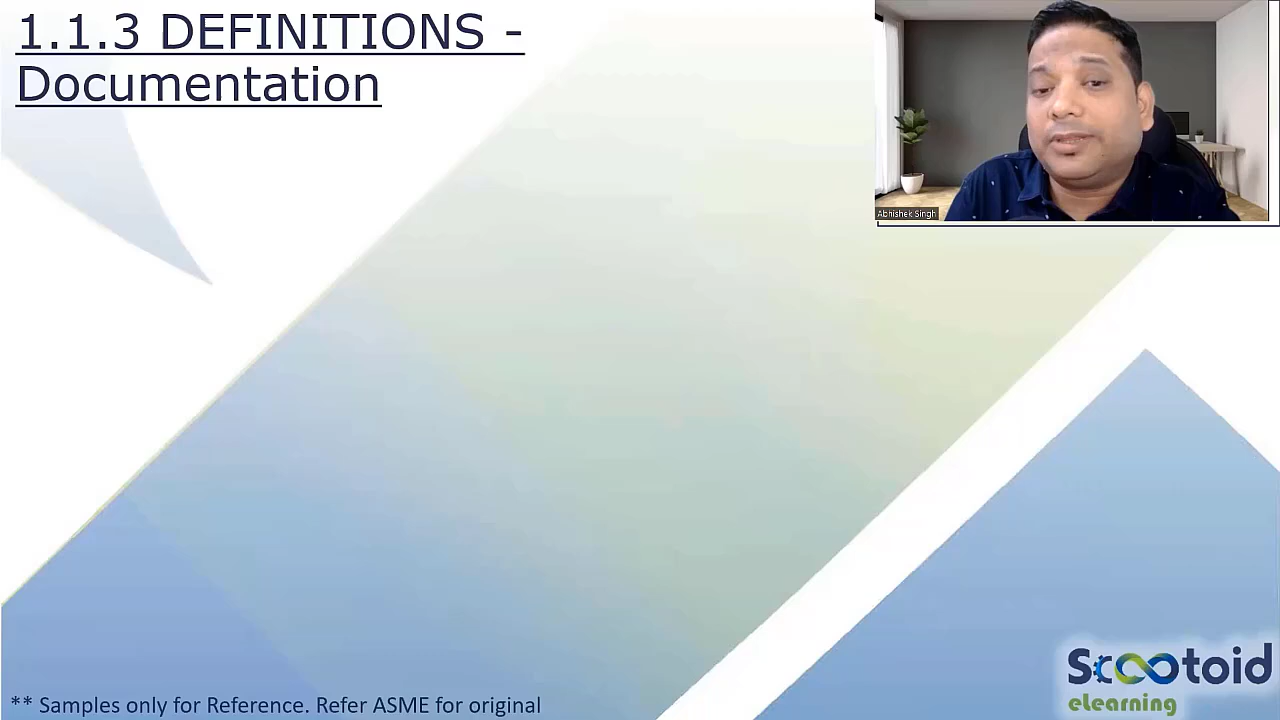 1.1.3 DEFINITIONS -
Documentation
Abhishek Singh
** Samples only for Reference. Refer ASME for original
Scootoid
elearning